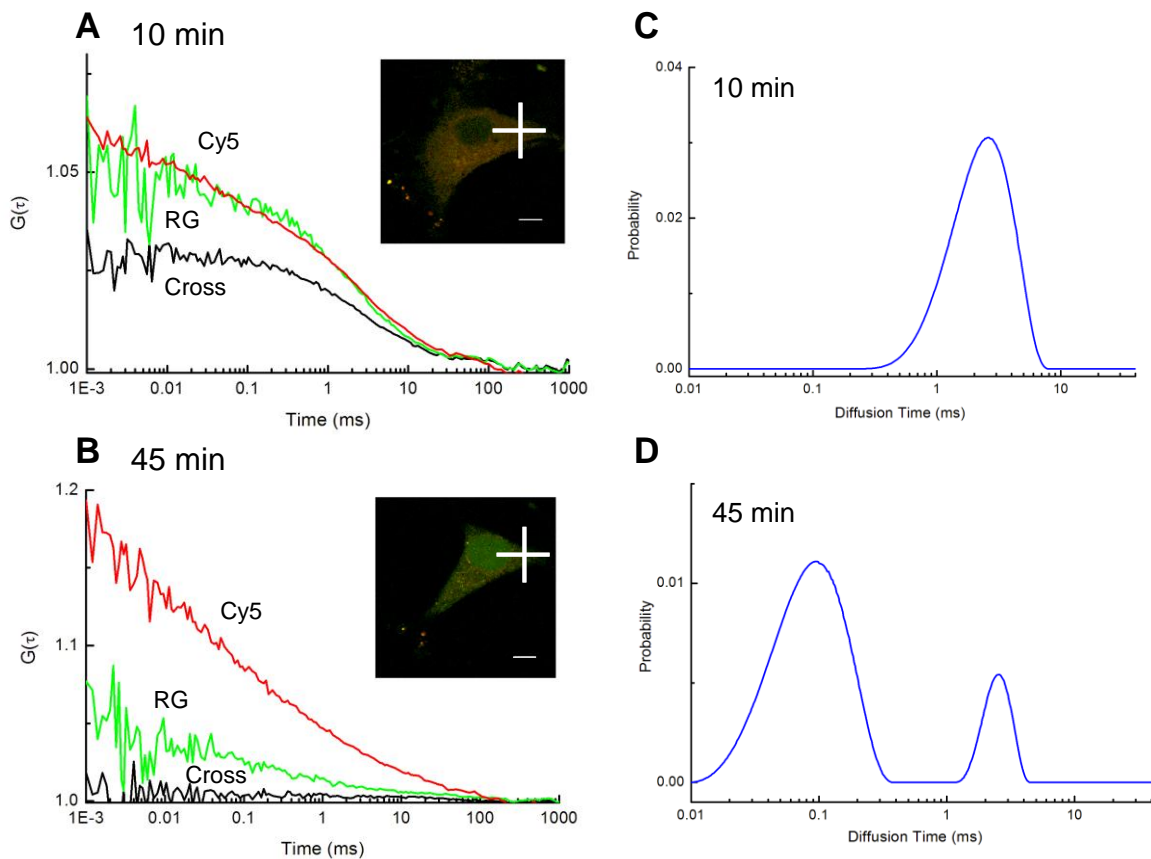 A 10 min
G(τ)
1.05
1.00
Cy5
RG
Cross
1E-3 0.01 0.1 1 10 100 1000
Time (ms)
C
10 min
Probability
0.04
0.02
0.00
0.01 0.1 1 10
Diffusion Time (ms)
B 45 min
G(τ)
1.2
1.1
1.0
Cy5
RG
Cross
1E-3 0.01 0.1 1 10 100 1000
Time (ms)
D
45 min
Probability
0.01
0.00
0.01 0.1 1 10
Diffusion Time (ms)